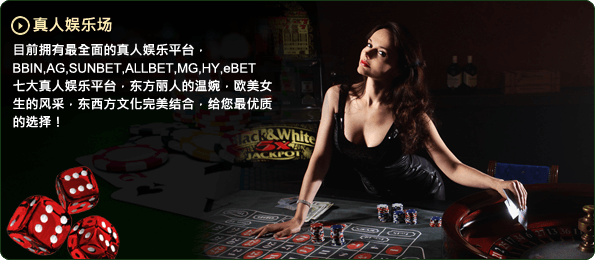 真人娱乐场
目前拥有最全面的真人娱乐平台，
BBIN,AG,SUNBET,ALLBET,MG,HY,eBET
七大真人娱乐平台，东方丽人的温婉，欧美女
生的风采，东西方文化完美结合，给您最优质
的选择！
Black&White
5X
JACKPOT